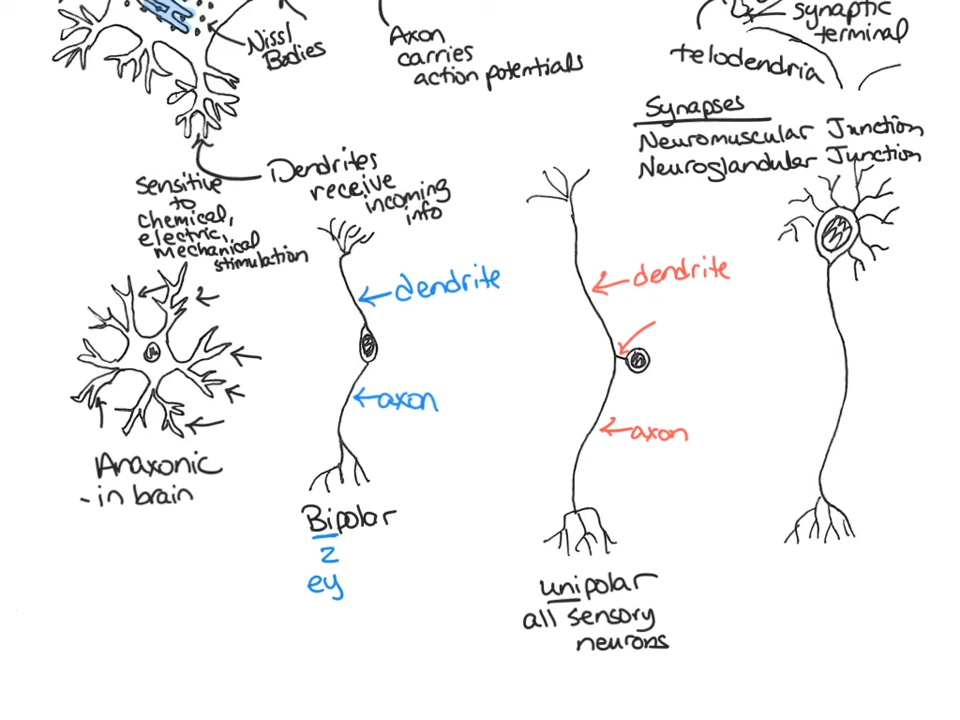 Nissl
Bodies
Axon
carries
action potentials
synaptic
terminal
telodendria
Synapses
Neuromuscular Junction
Neuroglandular Junction
Dendrites
receive
incoming
info
Sensitive
to
chemical,
electric,
mechanical
stimulation
dendrite
axon
dendrite
axon
Anaxonic
- in brain
Bipolar
2
ey
unipolar
all sensory
neurons